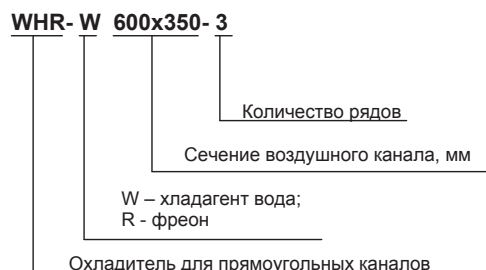 WHR- W 600x350- 3
Количество рядов
Сечение воздушного канала, мм
W – хладагент вода;
R - фреон
Охладитель для прямоугольных каналов